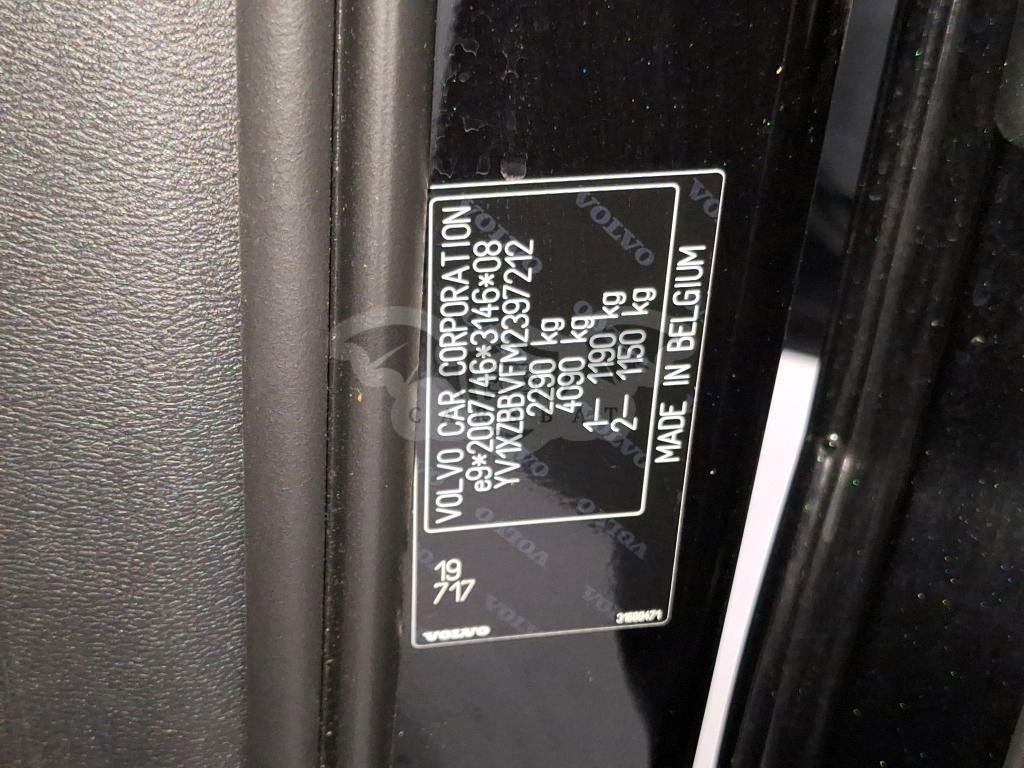 VOLVO CAR CORPORATION
e9*2007/46*3146*08
YV1XZBBVFM2397212
2290 kg
4090 kg
1– 1190 kg
2– 1150 kg
MADE IN BELGIUM
19
717
VOLVO